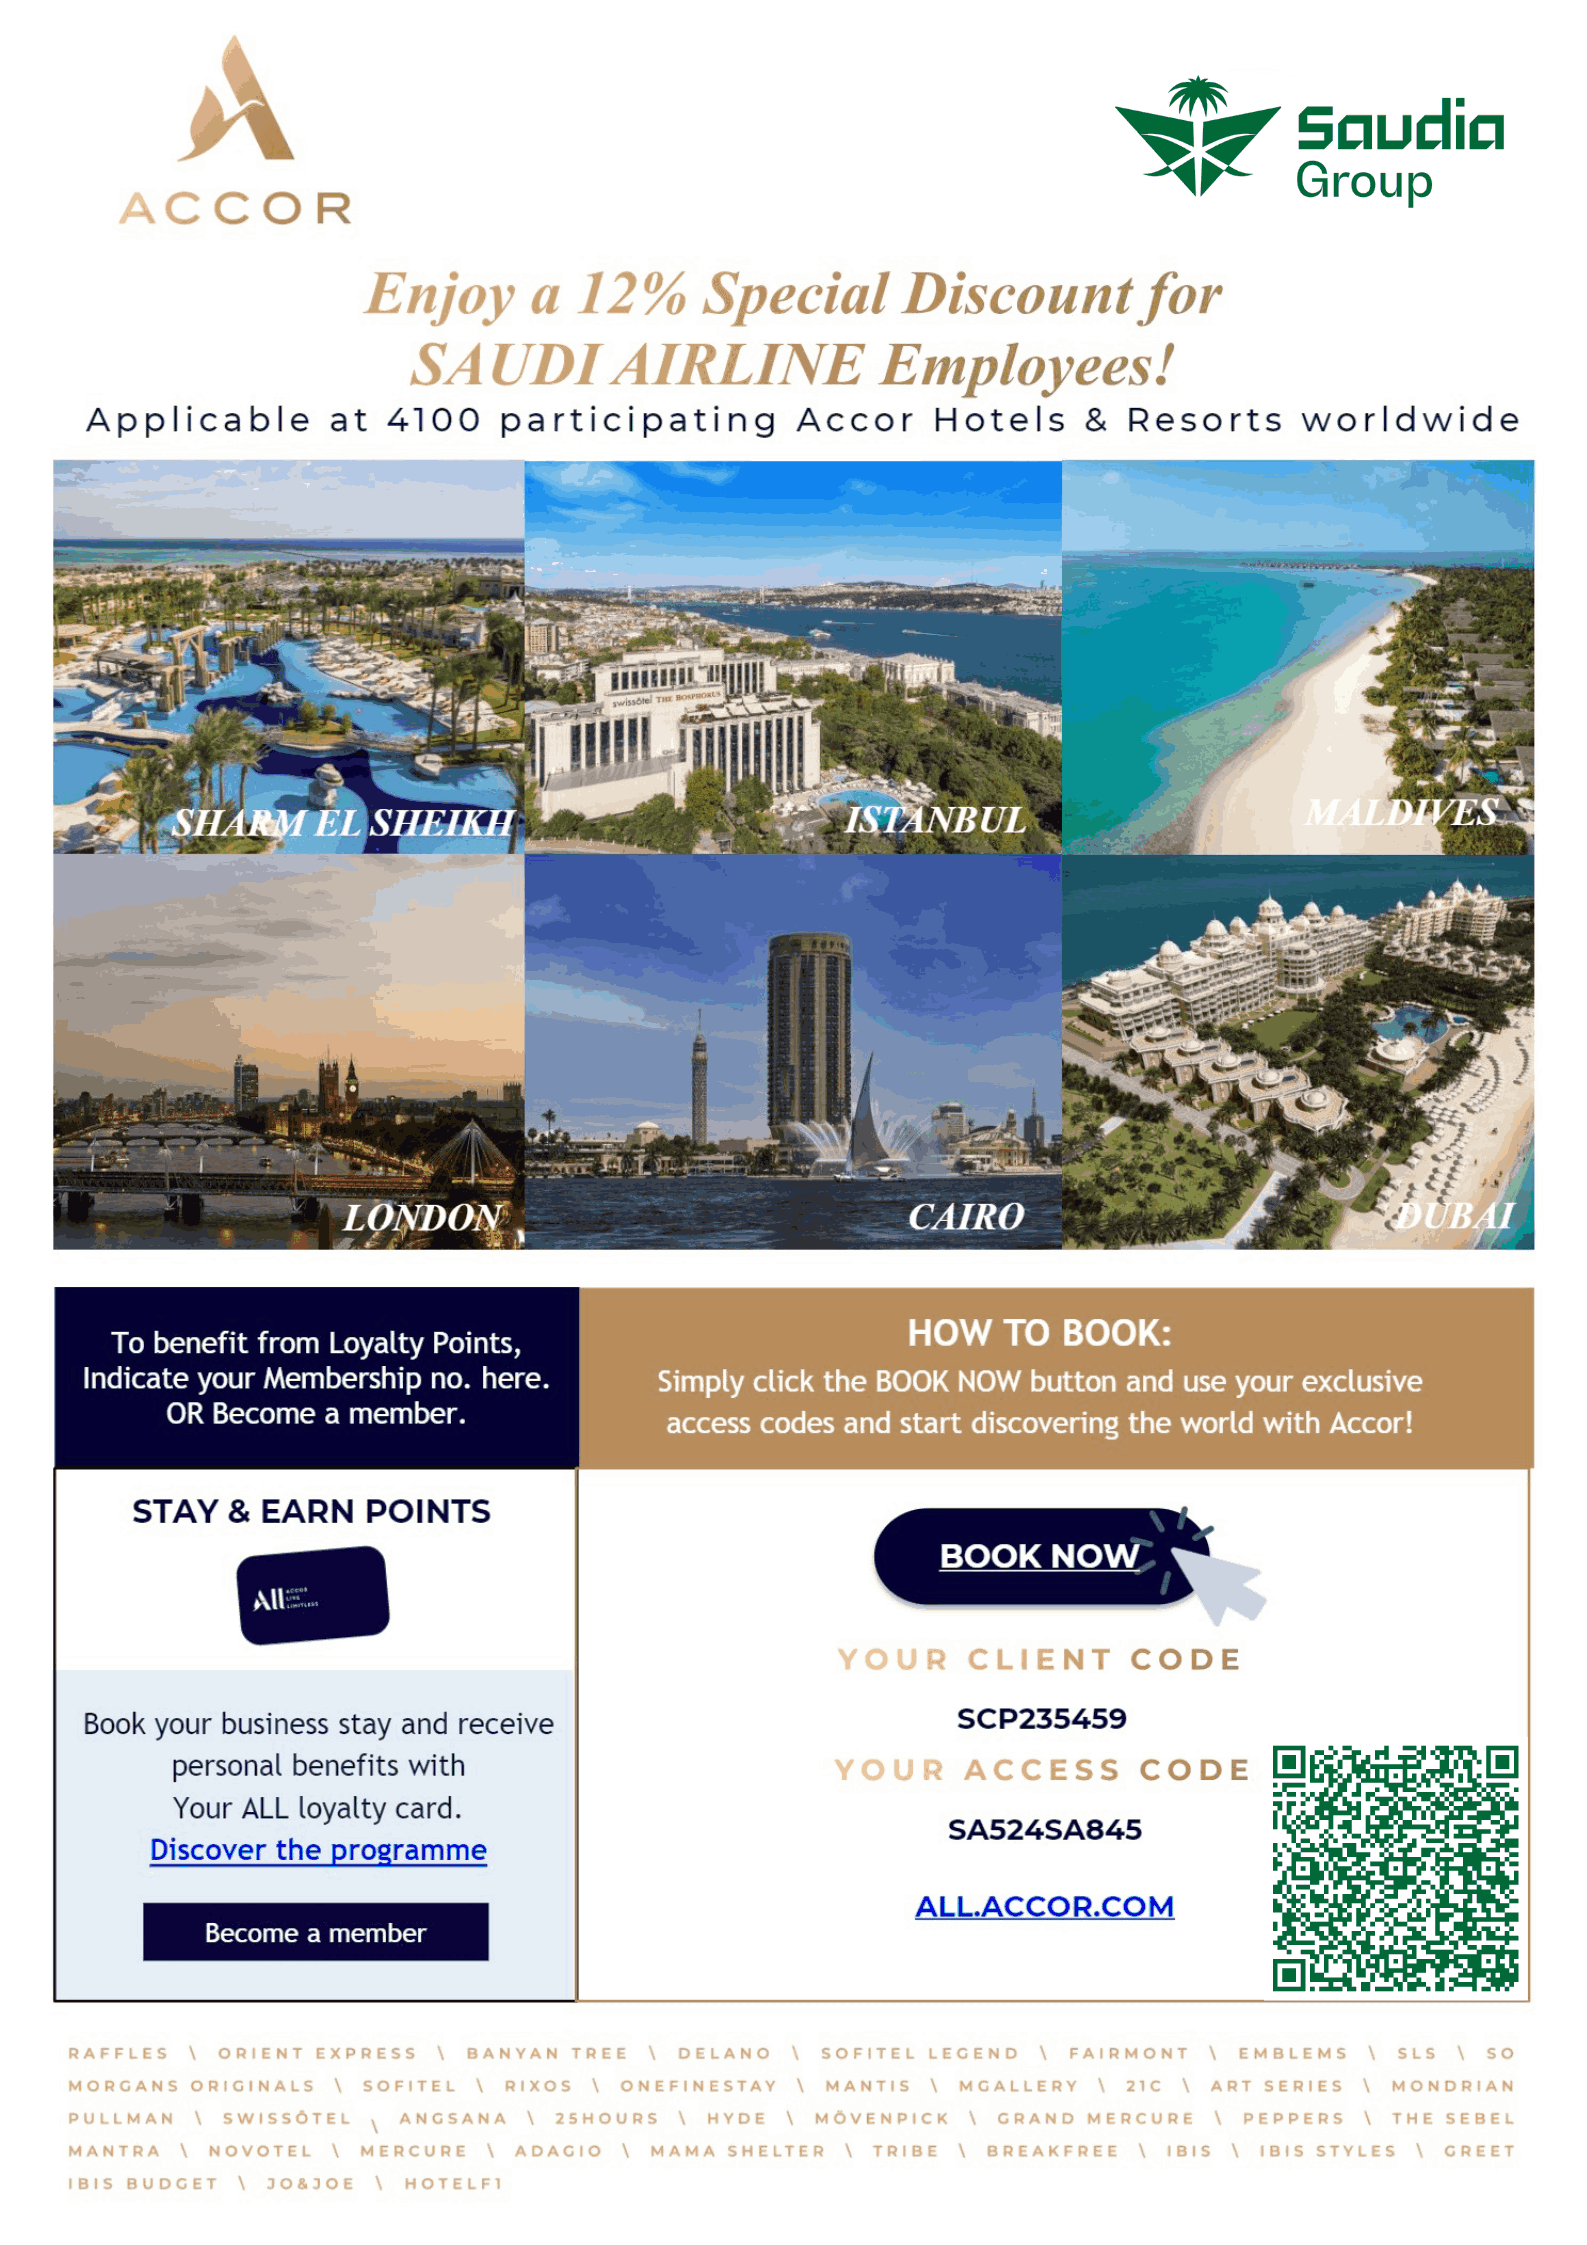 ACCOR
Saudia
Group
Enjoy a 12% Special Discount for
SAUDI AIRLINE Employees!
Applicable at 4100 participating Accor Hotels & Resorts worldwide
swissôtel THE BOSPHORUS
SHARM EL SHEIKH
ISTANBUL
MALDIVES
LONDON
CAIRO
DUBAI
To benefit from Loyalty Points,
Indicate your Membership no. here.
OR Become a member.
HOW TO BOOK:
Simply click the BOOK NOW button and use your exclusive
access codes and start discovering the world with Accor!
STAY & EARN POINTS
ALL ACCOR
LIVE
LIMITLESS
Book your business stay and receive
personal benefits with
Your ALL loyalty card.
Discover the programme
Become a member
BOOK NOW
YOUR CLIENT CODE
SCP235459
YOUR ACCESS CODE
SA524SA845
ALL.ACCOR.COM
RAFFLES \ ORIENT EXPRESS \ BANYAN TREE \ DELANO \ SOFITEL LEGEND \ FAIRMONT \ EMBLEMS \ SLS \ SO
MORGANS ORIGINALS \ SOFITEL \ RIXOS \ ONEFINESTAY \ MANTIS \ MGALLERY \ 21C \ ART SERIES \ MONDRIAN
PULLMAN \ SWISSÔTEL \ ANGSANA \ 25HOURS \ HYDE \ MÖVENPICK \ GRAND MERCURE \ PEPPERS \ THE SEBEL
MANTRA \ NOVOTEL \ MERCURE \ ADAGIO \ MAMA SHELTER \ TRIBE \ BREAKFREE \ IBIS \ IBIS STYLES \ GREET
IBIS BUDGET \ JO&JOE \ HOTELF1